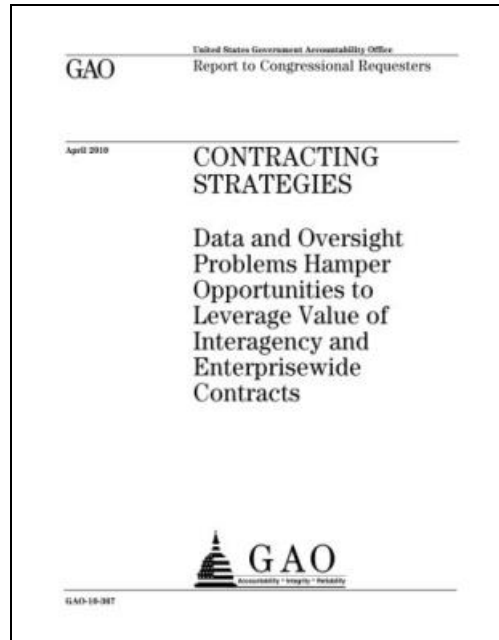 United States Government Accountability Office
GAO
Report to Congressional Requesters
April 2010
CONTRACTING
STRATEGIES
Data and Oversight
Problems Hamper
Opportunities to
Leverage Value of
Interagency and
Enterprisewide
Contracts
GAO
Accountability * Integrity * Reliability
GAO-10-367